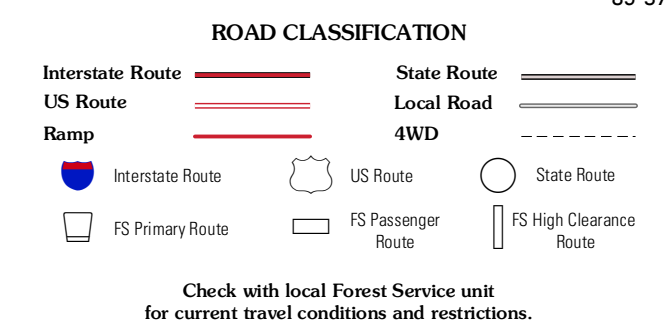 ROAD CLASSIFICATION
Interstate Route
State Route
US Route
Local Road
Ramp
4WD
Interstate Route
US Route
State Route
FS Primary Route
FS Passenger
Route
FS High Clearance
Route
Check with local Forest Service unit
for current travel conditions and restrictions.